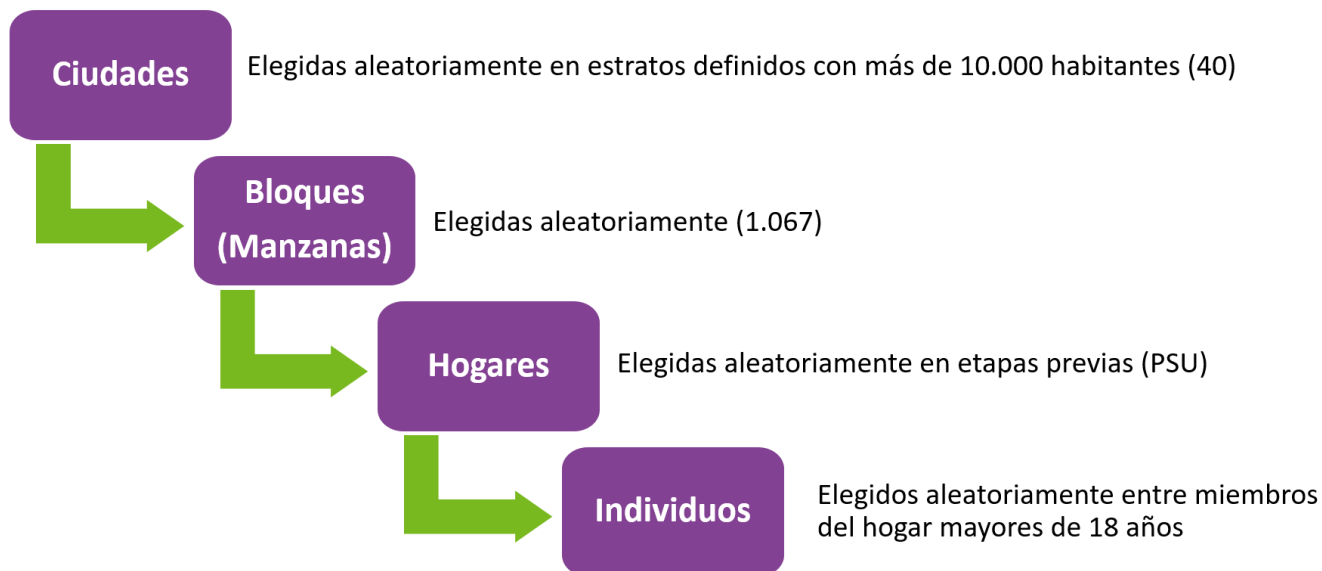 Ciudades
Elegidas aleatoriamente en estratos definidos con más de 10.000 habitantes (40)
Bloques
(Manzanas)
Elegidas aleatoriamente (1.067)
Hogares
Elegidas aleatoriamente en etapas previas (PSU)
Individuos
Elegidos aleatoriamente entre miembros
del hogar mayores de 18 años